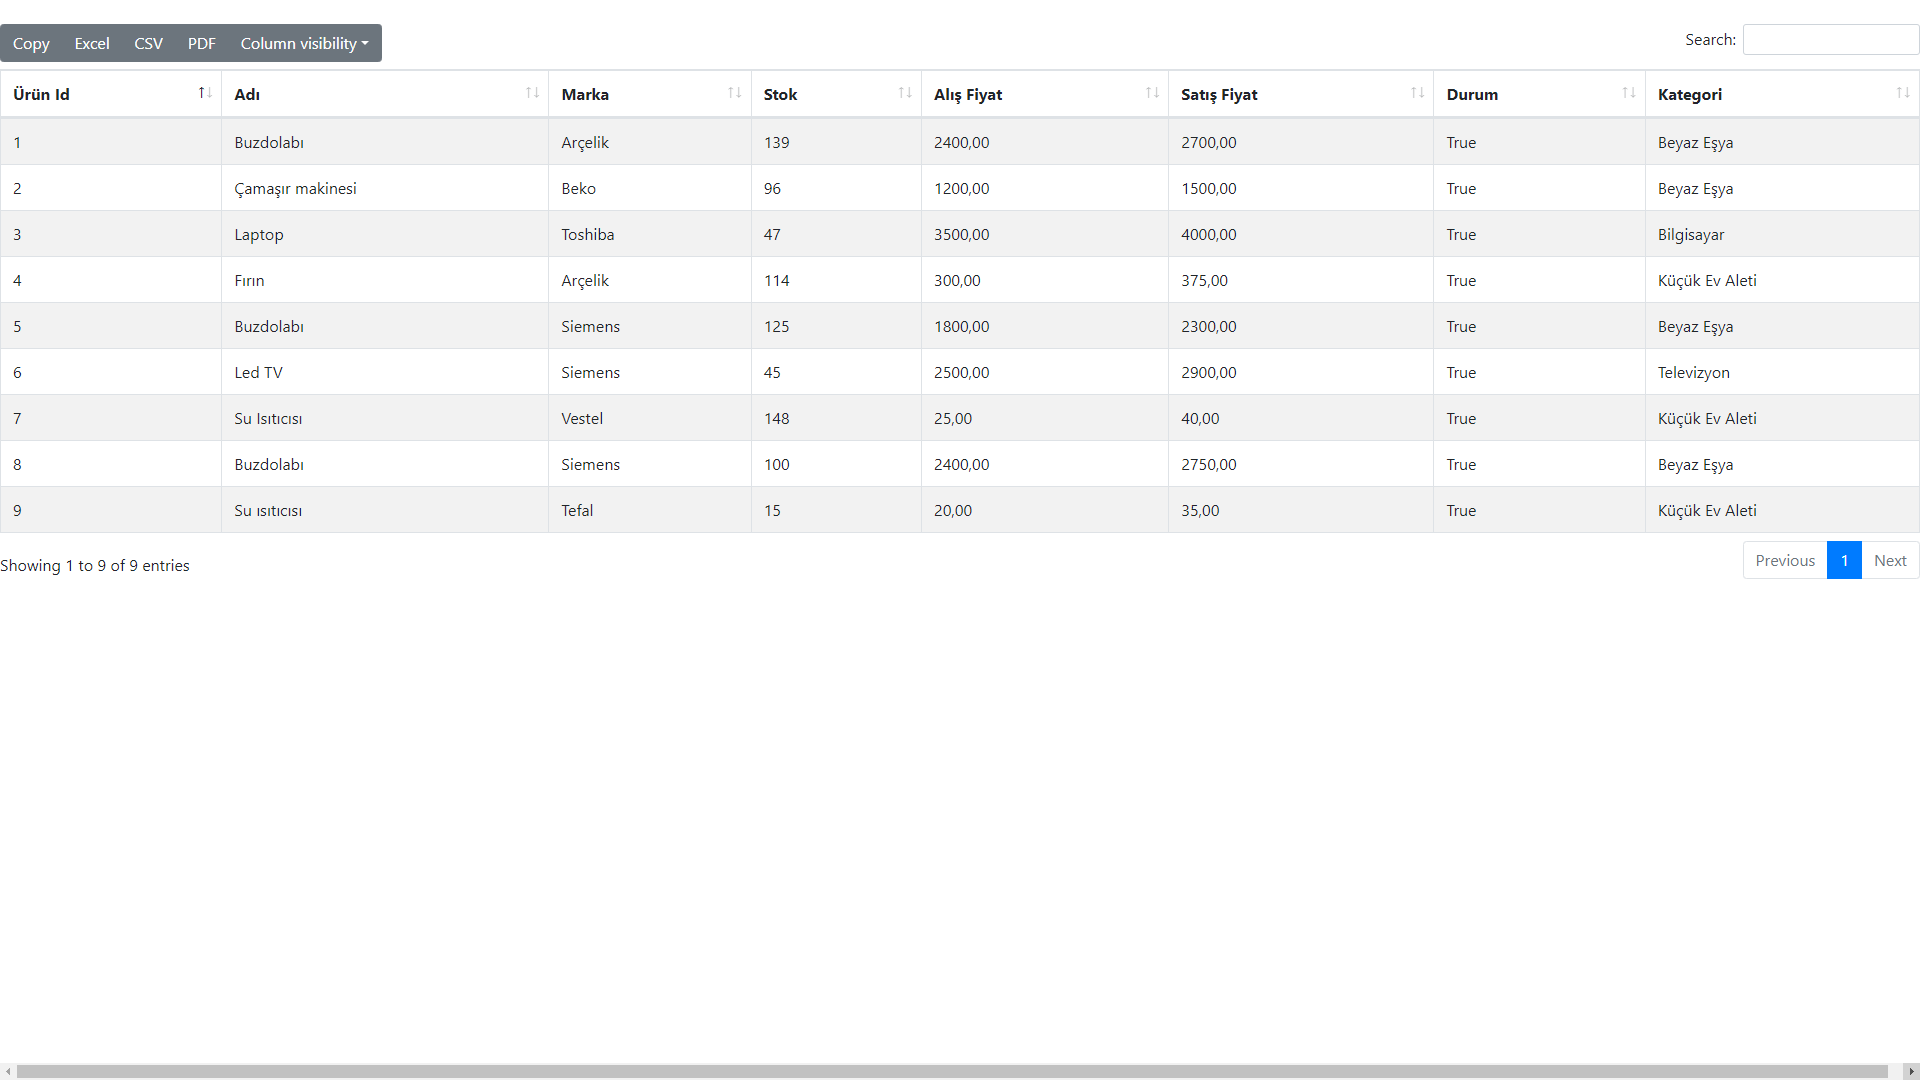 Copy Excel CSV PDF Column visibility Search:
Ürün Id Adı Marka Stok Alış Fiyat Satış Fiyat Durum Kategori
1 Buzdolabı Arçelik 139 2400,00 2700,00 True Beyaz Eşya
2 Çamaşır makinesi Beko 96 1200,00 1500,00 True Beyaz Eşya
3 Laptop Toshiba 47 3500,00 4000,00 True Bilgisayar
4 Fırın Arçelik 114 300,00 375,00 True Küçük Ev Aleti
5 Buzdolabı Siemens 125 1800,00 2300,00 True Beyaz Eşya
6 Led TV Siemens 45 2500,00 2900,00 True Televizyon
7 Su Isıtıcısı Vestel 148 25,00 40,00 True Küçük Ev Aleti
8 Buzdolabı Siemens 100 2400,00 2750,00 True Beyaz Eşya
9 Su ısıtıcısı Tefal 15 20,00 35,00 True Küçük Ev Aleti
Showing 1 to 9 of 9 entries Previous 1 Next